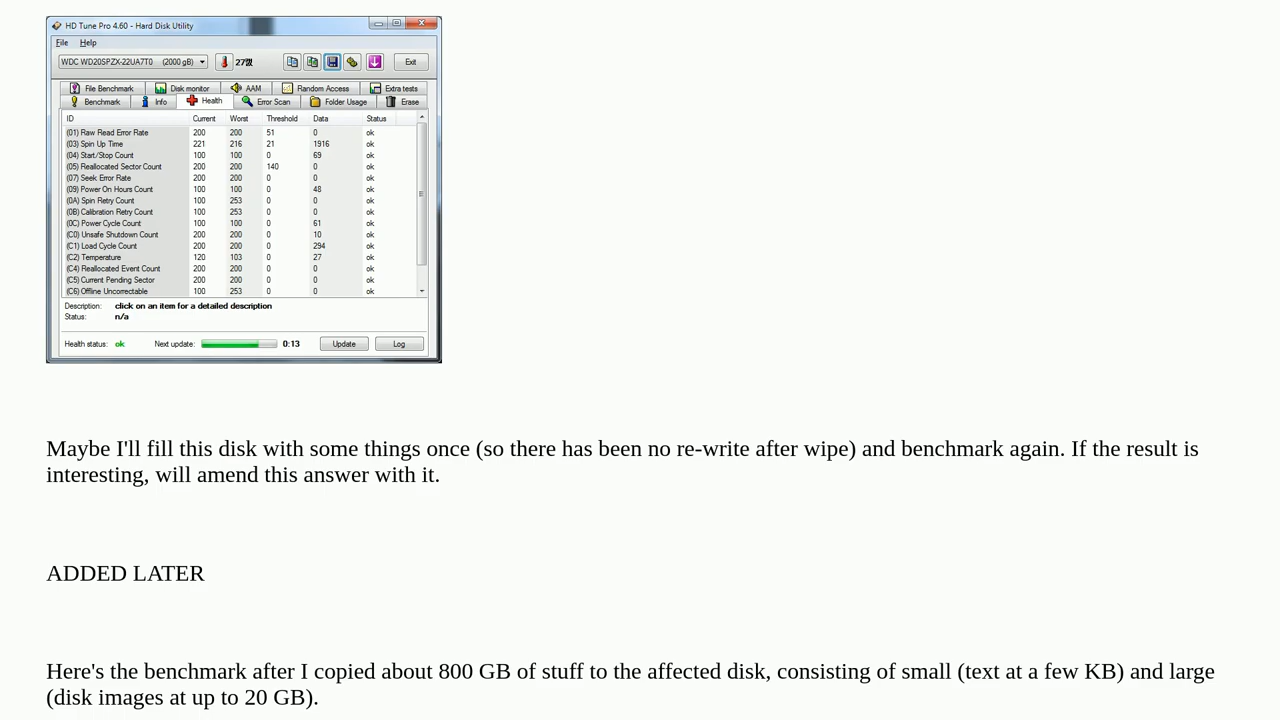 HD Tune Pro 4.60 - Hard Disk Utility
File Help
WDC WD20SPZX-22UA7T0 (2000 gB) 27 Exit
File Benchmark Disk monitor AAM Random Access Extra tests
Benchmark Info Health Error Scan Folder Usage Erase
ID Current Worst Threshold Data Status
(01) Raw Read Error Rate 200 200 51 0 ok
(03) Spin Up Time 221 216 21 1916 ok
(04) Start/Stop Count 100 100 0 69 ok
(05) Reallocated Sector Count 200 200 140 0 ok
(07) Seek Error Rate 200 200 0 0 ok
(09) Power On Hours Count 100 100 0 48 ok
(0A) Spin Retry Count 100 253 0 0 ok
(0B) Calibration Retry Count 100 253 0 0 ok
(0C) Power Cycle Count 100 100 0 61 ok
(C0) Unsafe Shutdown Count 200 200 0 10 ok
(C1) Load Cycle Count 200 200 0 294 ok
(C2) Temperature 120 103 0 27 ok
(C4) Reallocated Event Count 200 200 0 0 ok
(C5) Current Pending Sector 200 200 0 0 ok
(C6) Offline Uncorrectable 100 253 0 0 ok
Description: click on an item for a detailed description
Status: n/a
Health status: ok Next update: 0:13 Update Log
Maybe I'll fill this disk with some things once (so there has been no re-write after wipe) and benchmark again. If the result is
interesting, will amend this answer with it.
ADDED LATER
Here's the benchmark after I copied about 800 GB of stuff to the affected disk, consisting of small (text at a few KB) and large
(disk images at up to 20 GB).